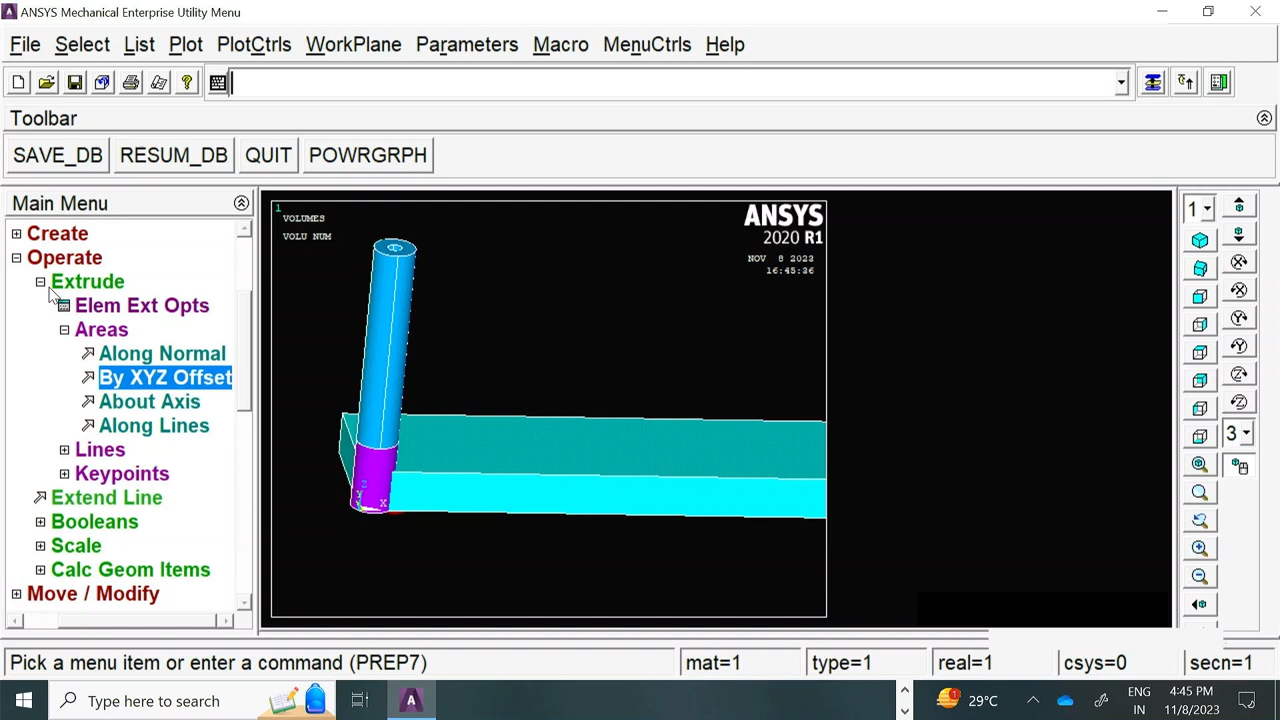 ANSYS Mechanical Enterprise Utility Menu
File Select List Plot PlotCtrls WorkPlane Parameters Macro MenuCtrls Help
Toolbar
SAVE_DB RESUM_DB QUIT POWRGRPH
Main Menu
Create
Operate
Extrude
Elem Ext Opts
Areas
Along Normal
By XYZ Offset
About Axis
Along Lines
Lines
Keypoints
Extend Line
Booleans
Scale
Calc Geom Items
Move / Modify
1
VOLUMES
VOLU NUM
ANSYS
2020 R1
NOV 8 2023
16:45:36
Z
Y
X
1
3
Pick a menu item or enter a command (PREP7) mat=1 type=1 real=1 csys=0 secn=1
Type here to search
29°C
ENG
IN
4:45 PM
11/8/2023